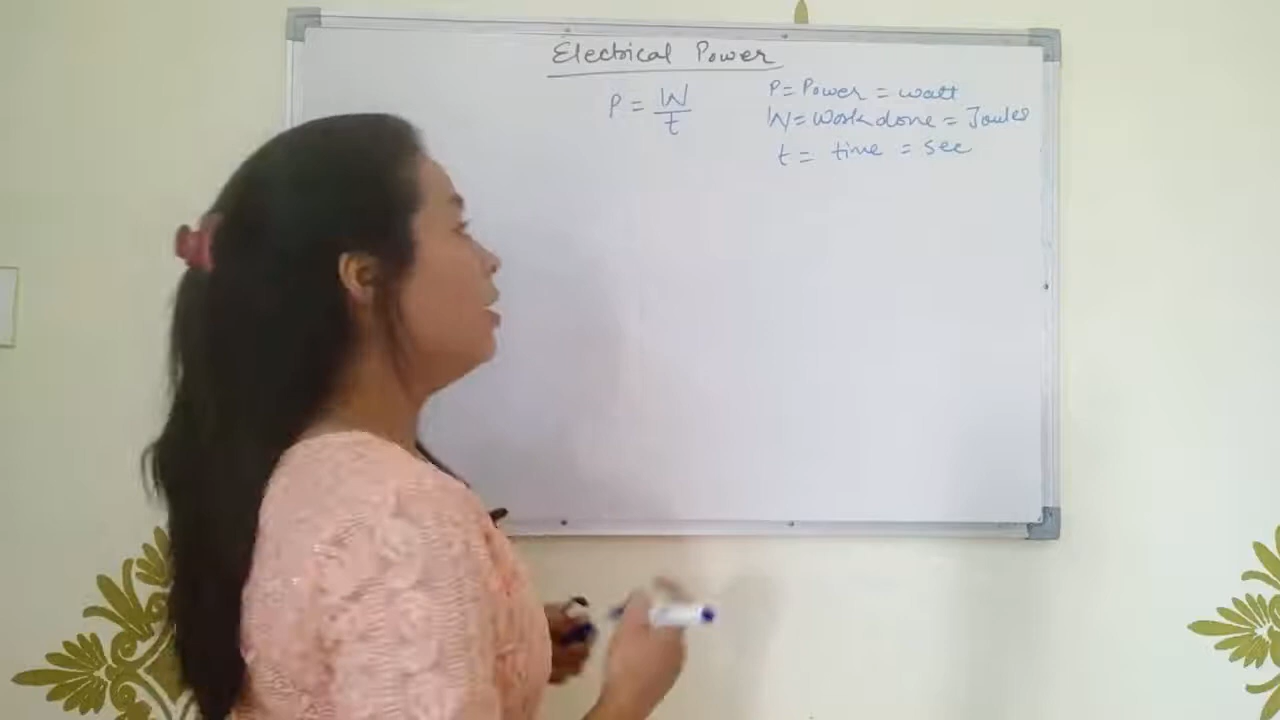 Electrical Power
P = W/t
P = Power = watt
W = Work done = Joules
t = time = sec